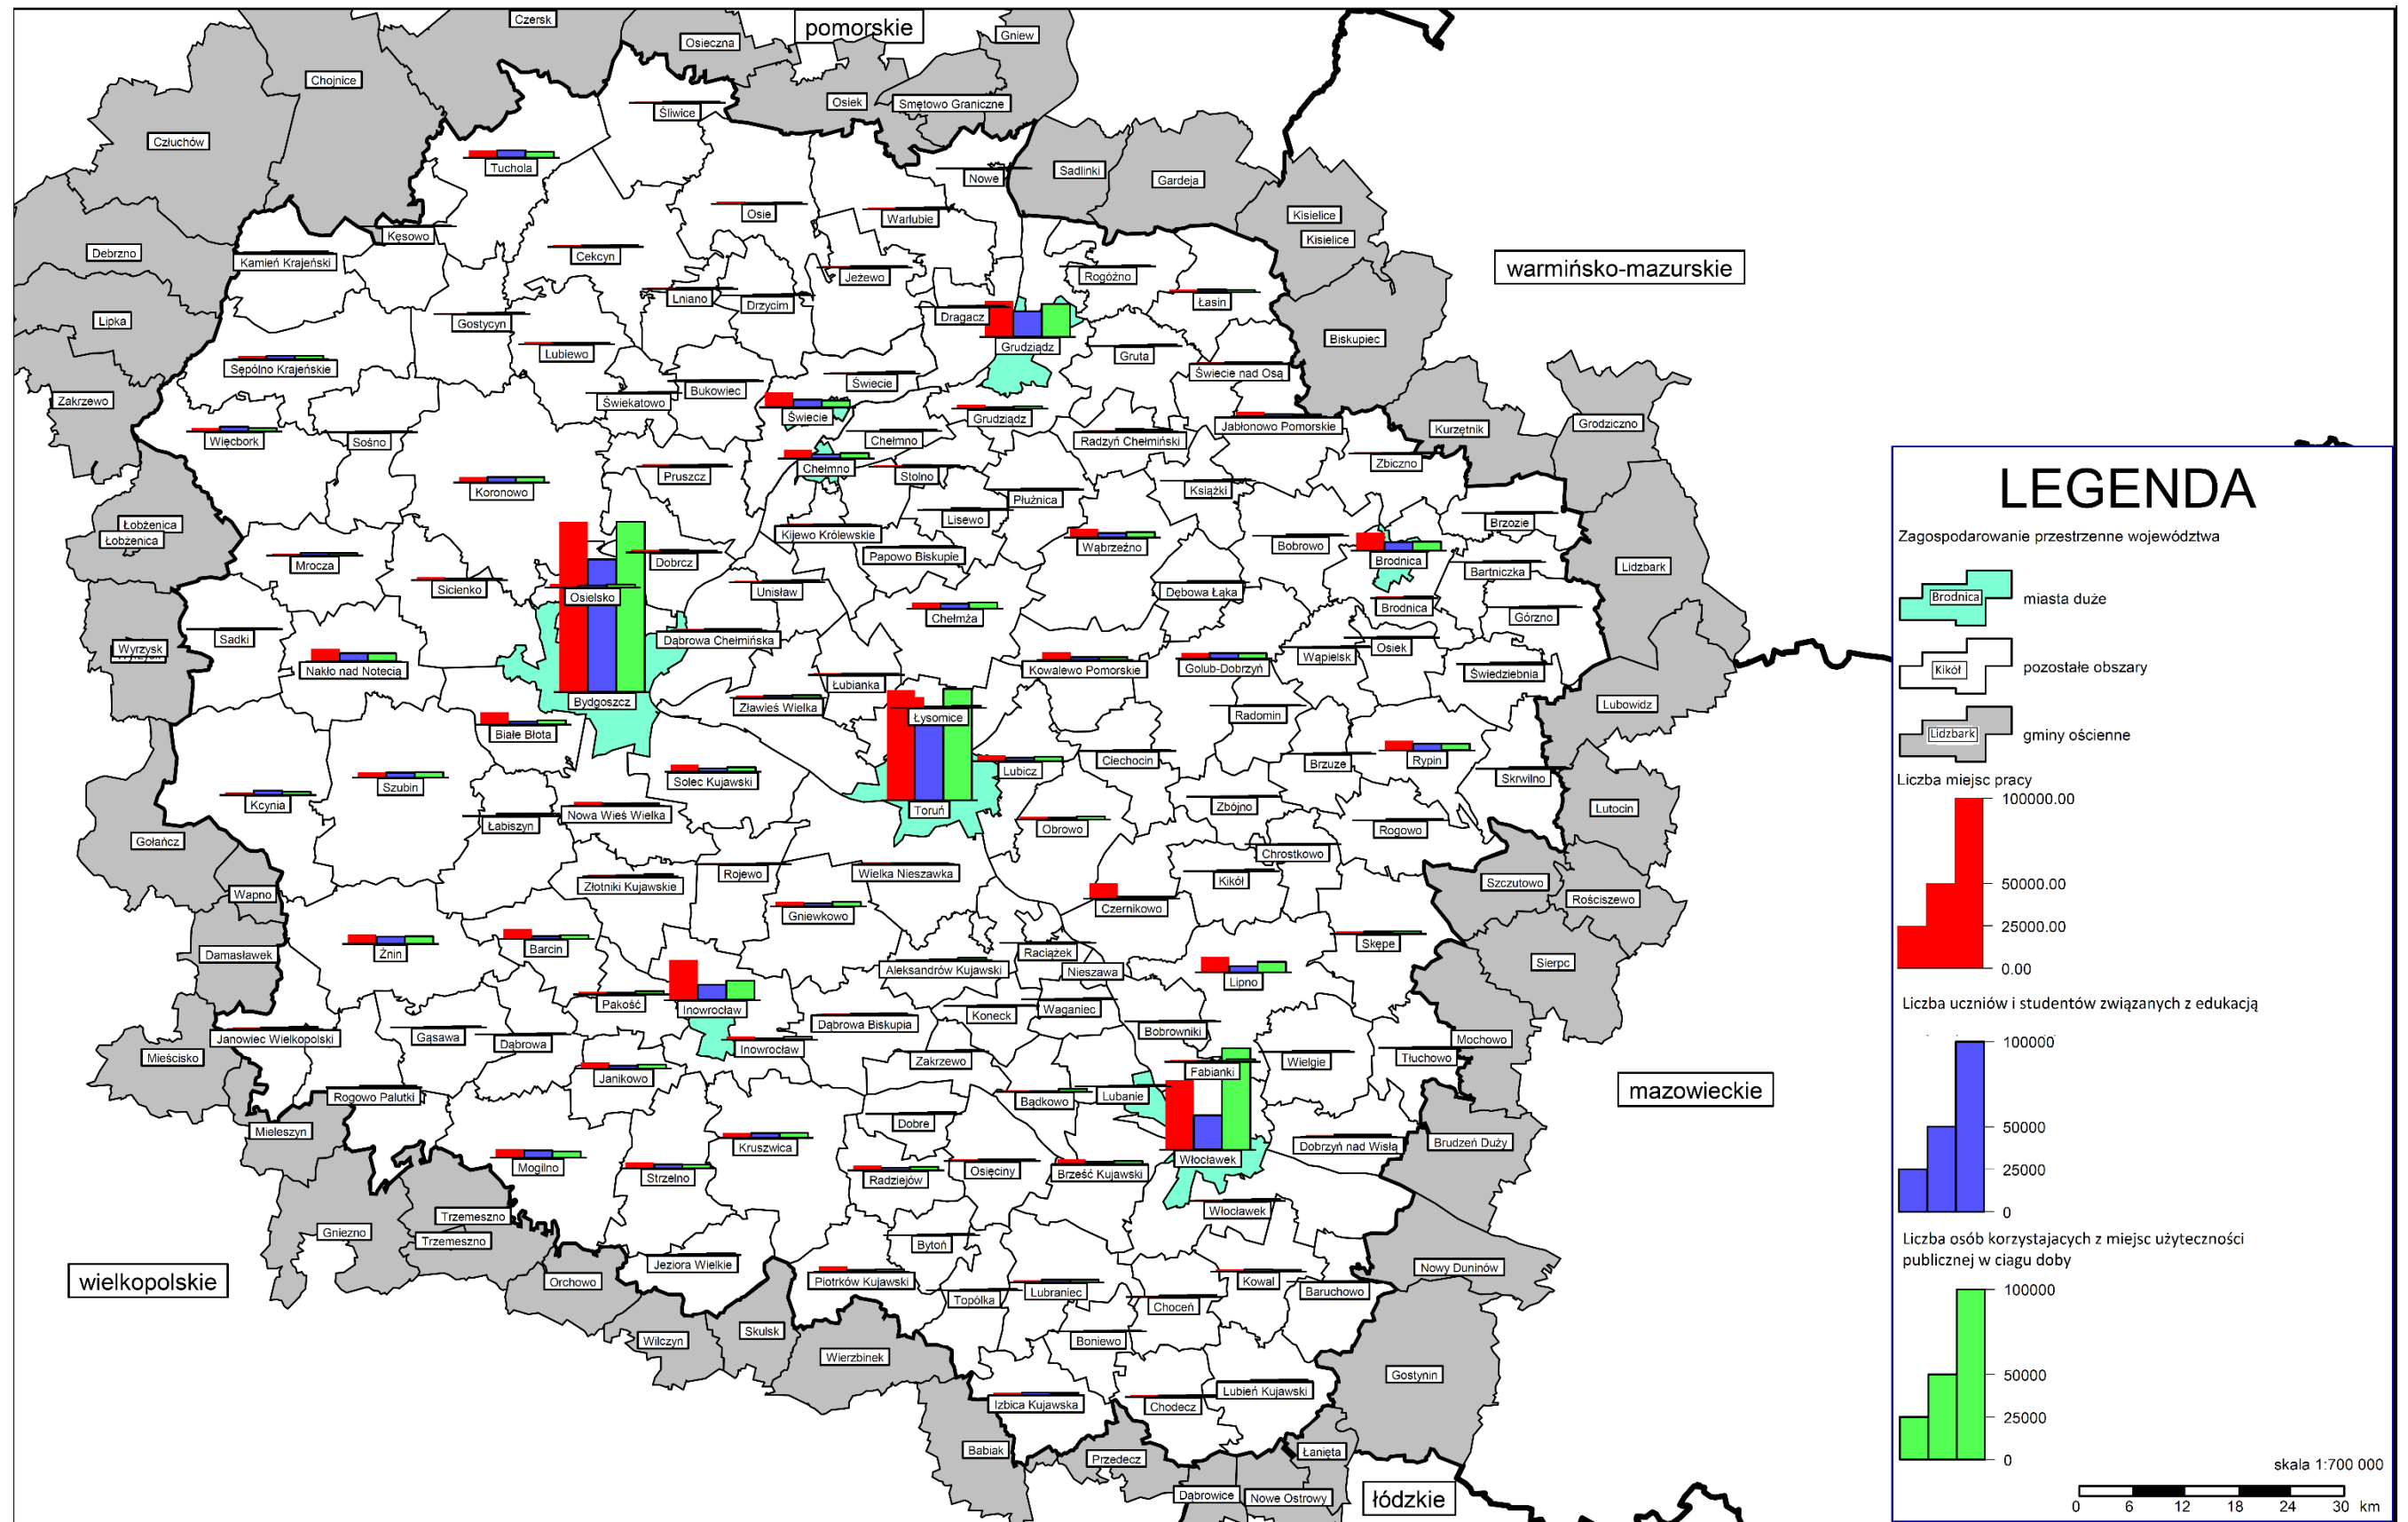 Czersk
pomorskie
Osieczna
Gniew
Chojnice
Osiek
Smętowo Graniczne
Śliwice
Człuchów
Tuchola
Nowe
Sadlinki
Gardeja
Osie
Warlubie
Kisielice
Kisielice
Kęsowo
Debrzno
Kamień Krajeński
Cekcyn
Jeżewo
Rogóźno
warmińsko-mazurskie
Lniano
Drzycim
Łasin
Lipka
Gostycyn
Dragacz
Grudziądz
Biskupiec
Lubiewo
Gruta
Sępólno Krajeńskie
Świecie nad Osą
Bukowiec
Świecie
Zakrzewo
Świekatowo
Świecie
Grudziądz
Jabłonowo Pomorskie
Kurzętnik
Grodziczno
Więcbork
Sośno
Chełmno
Radzyń Chełmiński
Zbiczno
Chełmno
Pruszcz
Stolno
Koronowo
Płużnica
Książki
Łobżenica
Łobżenica
Lisewo
Brzozie
Kijewo Królewskie
Papowo Biskupie
Wąbrzeźno
Bobrowo
Mrocza
Dobrcz
Brodnica
Bartniczka
Lidzbark
Sicienko
Osielsko
Unisław
Dębowa Łąka
Brodnica
Chełmża
Górzno
Sadki
Dąbrowa Chełmińska
Wyrzysk
Osiek
Wąpielsk
Nakło nad Notecią
Kowalewo Pomorskie
Golub-Dobrzyń
Świedziebnia
Łubianka
Bydgoszcz
Zławieś Wielka
Łysomice
Radomin
Lubowidz
Białe Błota
Ciechocin
Brzuze
Rypin
Lubicz
Skrwilno
Solec Kujawski
Szubin
Kcynia
Toruń
Zbójno
Lutocin
Nowa Wieś Wielka
Łabiszyn
Obrowo
Rogowo
Gołańcz
Chrostkowo
Wielka Nieszawka
Rojewo
Złotniki Kujawskie
Kikół
Szczutowo
Wapno
Rościszewo
Czernikowo
Gniewkowo
Skępe
Żnin
Barcin
Damasławek
Raciążek
Sierpc
Aleksandrów Kujawski
Nieszawa
Lipno
Pakość
Inowrocław
Waganiec
Koneck
Dąbrowa Biskupia
Bobrowniki
Janowiec Wielkopolski
Gąsawa
Dąbrowa
Inowrocław
Mochowo
Mieścisko
Zakrzewo
Wielgie
Tłuchowo
Fabianki
Janikowo
mazowieckie
Rogowo Palutki
Bądkowo
Lubanie
Dobre
Mieleszyn
Brudzeń Duży
Kruszwica
Dobrzyń nad Wisłą
Włocławek
Mogilno
Osięciny
Brześć Kujawski
Strzelno
Radziejów
Włocławek
Trzemeszno
Gniezno
Trzemeszno
Bytoń
Jeziora Wielkie
Nowy Duninów
wielkopolskie
Orchowo
Piotrków Kujawski
Kowal
Lubraniec
Baruchowo
Topólka
Choceń
Skulsk
Wilczyn
Boniewo
Wierzbinek
Gostynin
Lubień Kujawski
Izbica Kujawska
Chodecz
Babiak
Łanięta
Przedecz
Dąbrowice
Nowe Ostrowy
łódzkie
LEGENDA
Zagospodarowanie przestrzenne województwa
Brodnica
miasta duże
Kikół
pozostałe obszary
Lidzbark
gminy ościenne
Liczba miejsc pracy
100000.00
50000.00
25000.00
0.00
Liczba uczniów i studentów związanych z edukacją
100000
50000
25000
0
Liczba osób korzystajacych z miejsc użyteczności
publicznej w ciagu doby
100000
50000
25000
0
skala 1:700 000
0 6 12 18 24 30 km